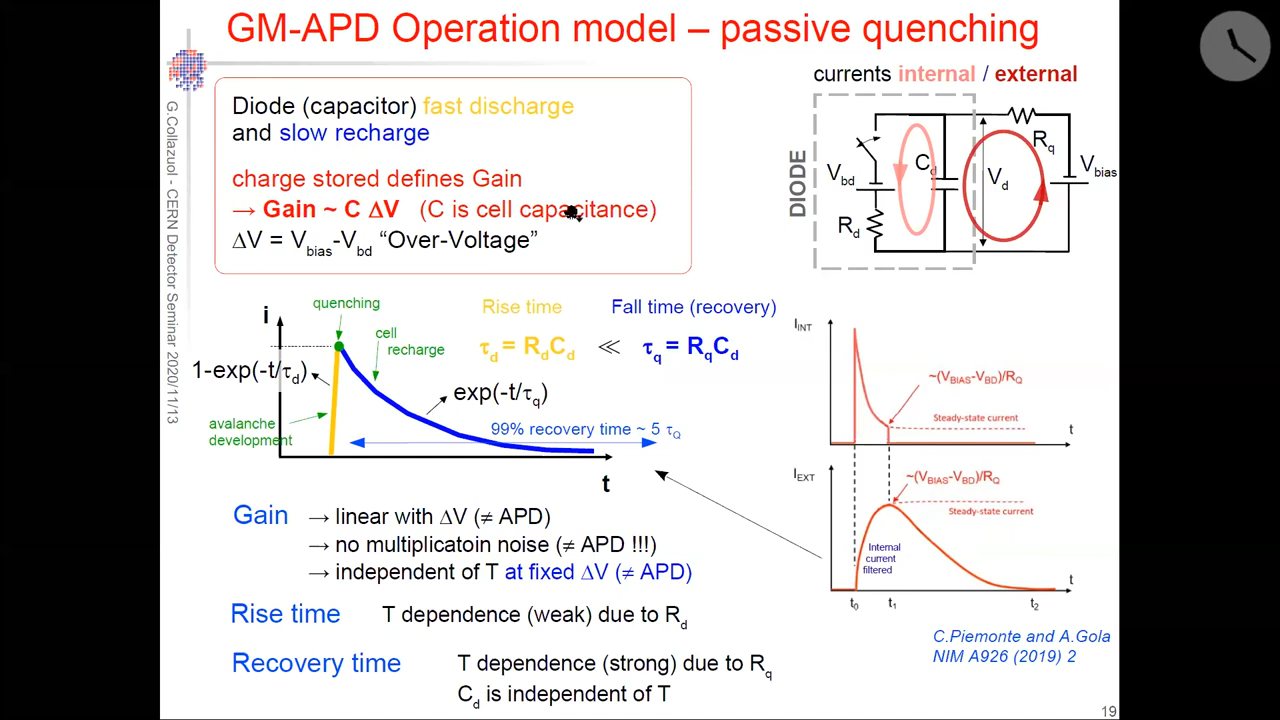 GM-APD Operation model – passive quenching
G.Collazuol - CERN Detector Seminar 2020/11/13
Diode (capacitor) fast discharge
and slow recharge
charge stored defines Gain
→ Gain ~ C ΔV (C is cell capacitance)
ΔV = Vbias-Vbd “Over-Voltage”
currents internal / external
DIODE
Vbd
Rd
Cd
Vd
Rq
Vbias
i
quenching
cell
recharge
1-exp(-t/τd)
avalanche
development
exp(-t/τq)
99% recovery time ~ 5 τQ
t
Rise time
τd = RdCd
≪
Fall time (recovery)
τq = RqCd
IINT
~(VBIAS-VBD)/RQ
Steady-state current
t
IEXT
~(VBIAS-VBD)/RQ
Steady-state current
Internal
current
filtered
t
t0
t1
t2
Gain → linear with ΔV (≠ APD)
→ no multiplicatoin noise (≠ APD !!!)
→ independent of T at fixed ΔV (≠ APD)
Rise time T dependence (weak) due to Rd
Recovery time T dependence (strong) due to Rq
Cd is independent of T
C.Piemonte and A.Gola
NIM A926 (2019) 2
19